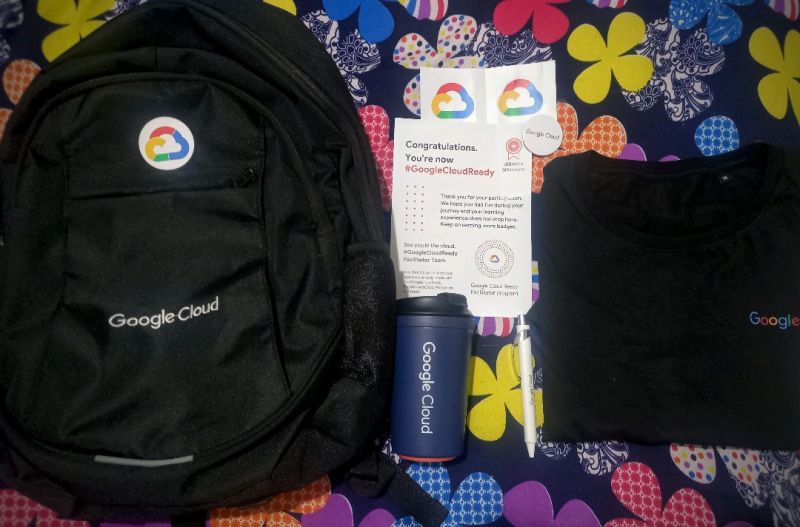 Google Cloud
Congratulations.
You're now
#GoogleCloudReady
Thank you for your participation.
We hope you had fun during your
journey and your learning
experience does not stop here.
Keep on earning more badges.
See you in the cloud.
#GoogleCloudReady
Facilitator Team
Google Cloud Ready
Facilitator program
Google Cloud
Google Cloud
Google Cloud
M
Google